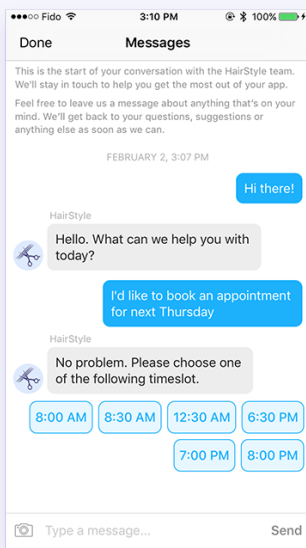 Fido 3:10 PM 100%
Done Messages
This is the start of your conversation with the HairStyle team.
We'll stay in touch to help you get the most out of your app.
Feel free to leave us a message about anything that's on your
mind. We'll get back to your questions, suggestions or
anything else as soon as we can.
FEBRUARY 2, 3:07 PM
Hi there!
HairStyle
Hello. What can we help you with
today?
I'd like to book an appointment
for next Thursday
HairStyle
No problem. Please choose one
of the following timeslot.
8:00 AM 8:30 AM 12:30 AM 6:30 PM
7:00 PM 8:00 PM
Type a message... Send